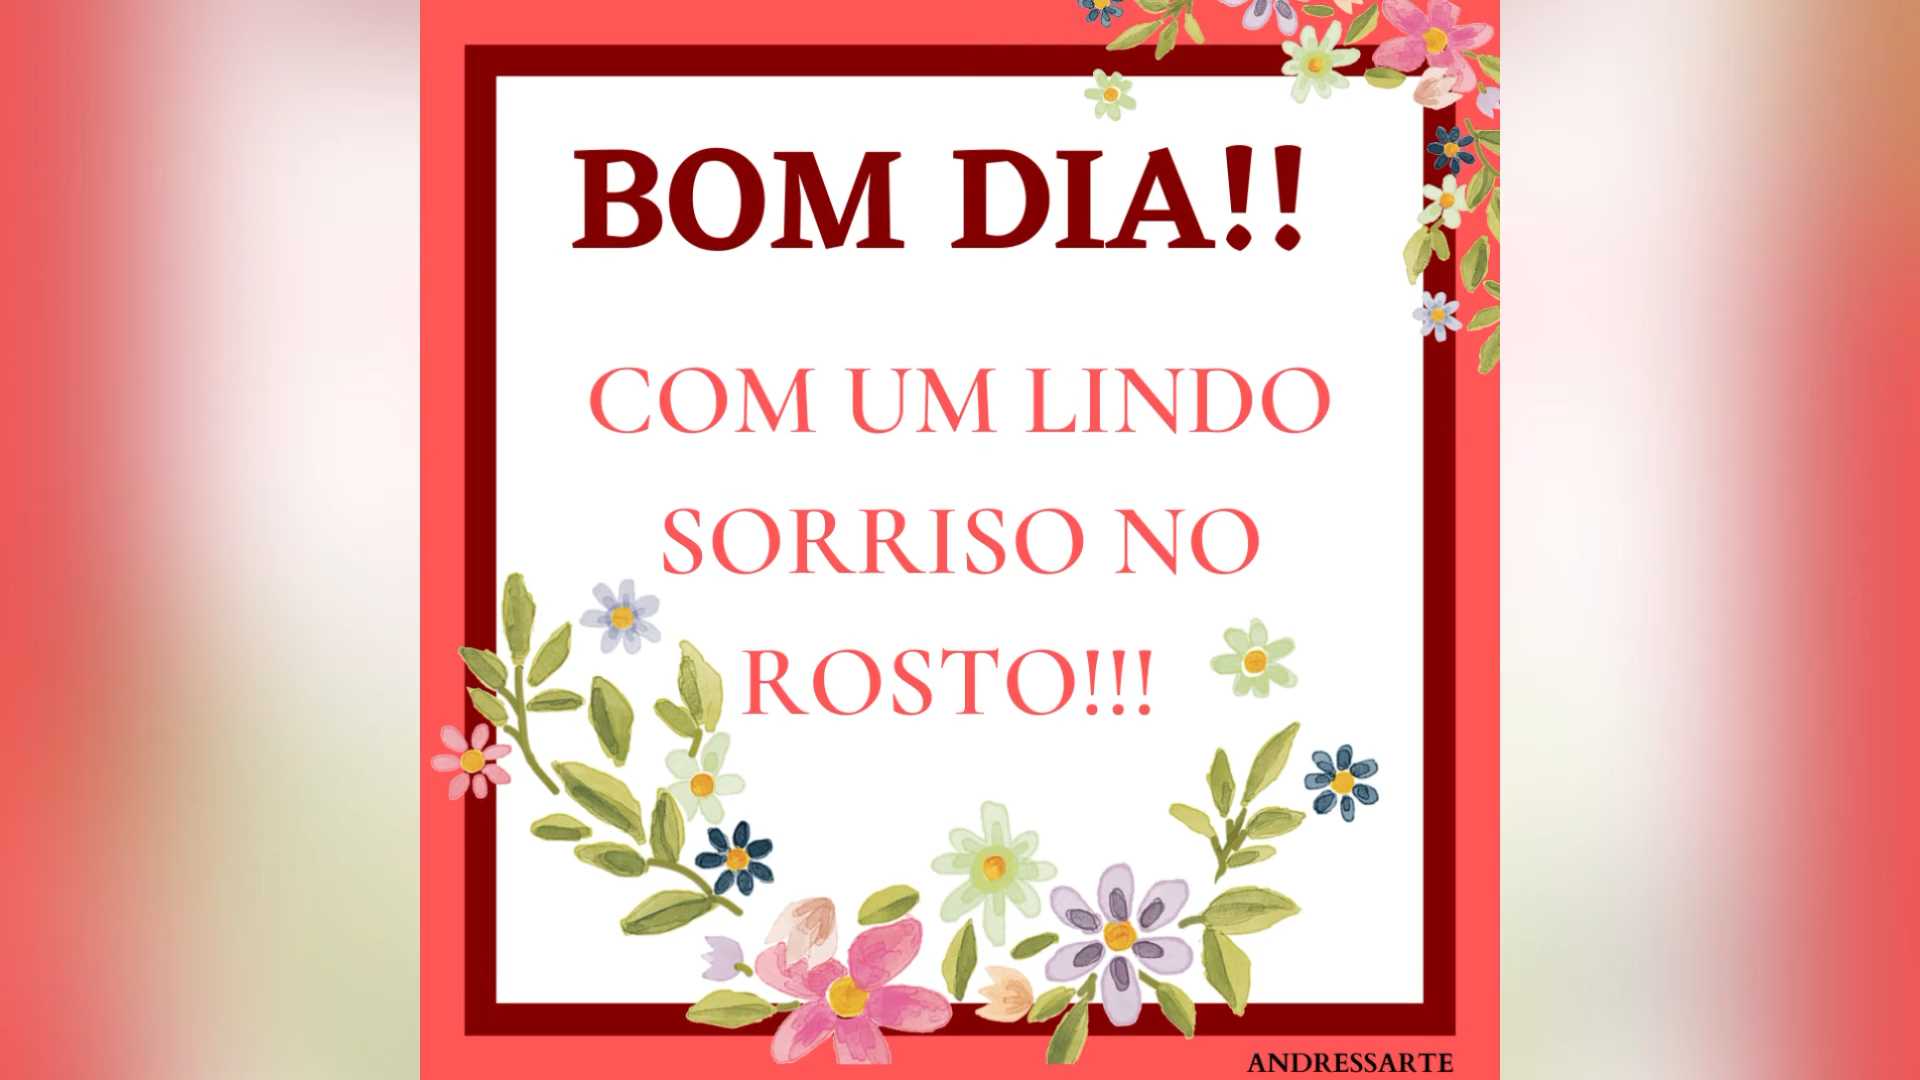 BOM DIA!!
COM UM LINDO
SORRISO NO
ROSTO!!!
ANDRESSARTE